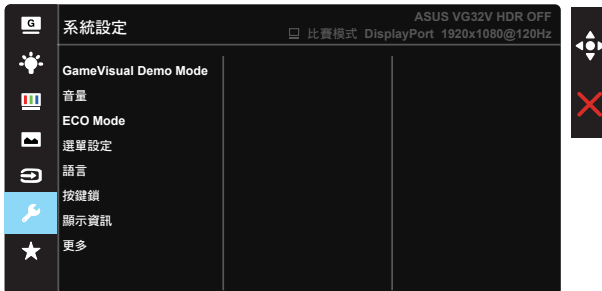 G
系統設定
ASUS VG32V HDR OFF
比賽模式 DisplayPort 1920x1080@120Hz
GameVisual Demo Mode
音量
ECO Mode
選單設定
語言
按鍵鎖
顯示資訊
更多